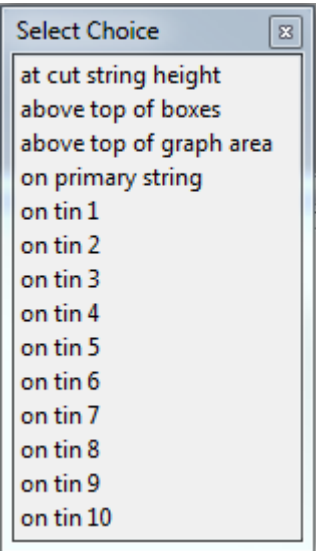 Select Choice
at cut string height
above top of boxes
above top of graph area
on primary string
on tin 1
on tin 2
on tin 3
on tin 4
on tin 5
on tin 6
on tin 7
on tin 8
on tin 9
on tin 10